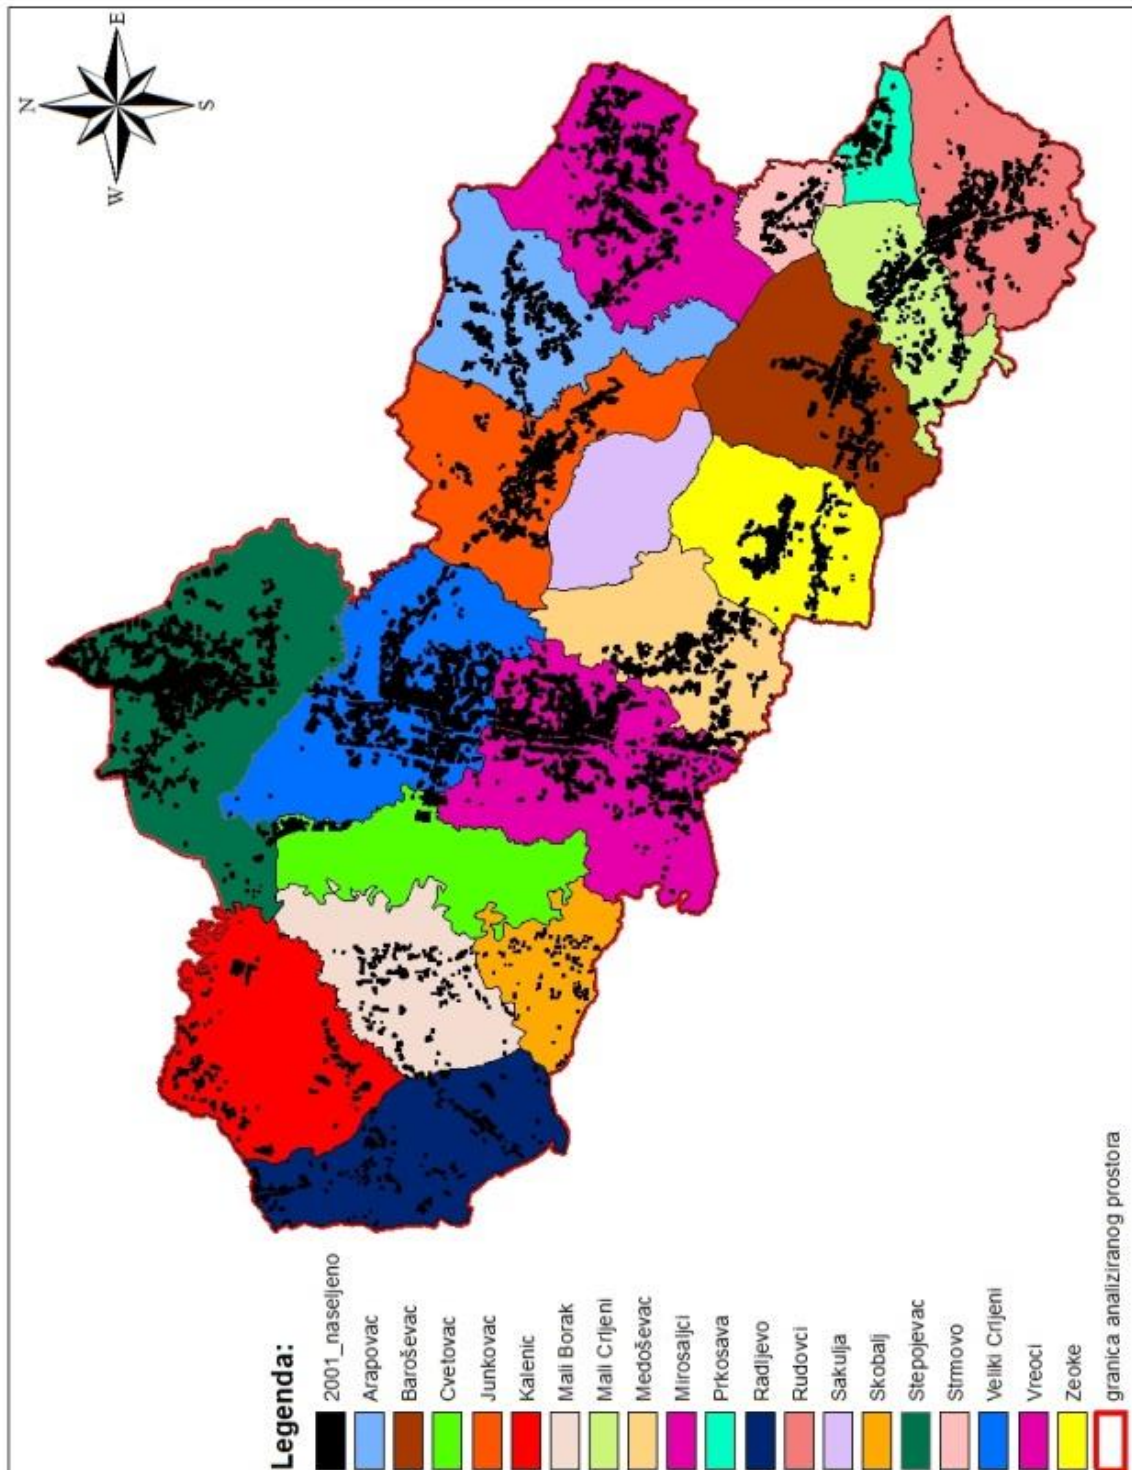 N
E
W
S
Legenda:
2001_naseljeno
Arapovac
Baroševac
Cvetovac
Junkovac
Kalenic
Mali Borak
Mali Crljeni
Medoševac
Mirosaljci
Prkosava
Radljevo
Rudovci
Sakulja
Skobalj
Stepojevac
Strmovo
Veliki Crljeni
Vreoci
Zeoke
granica analiziranog prostora